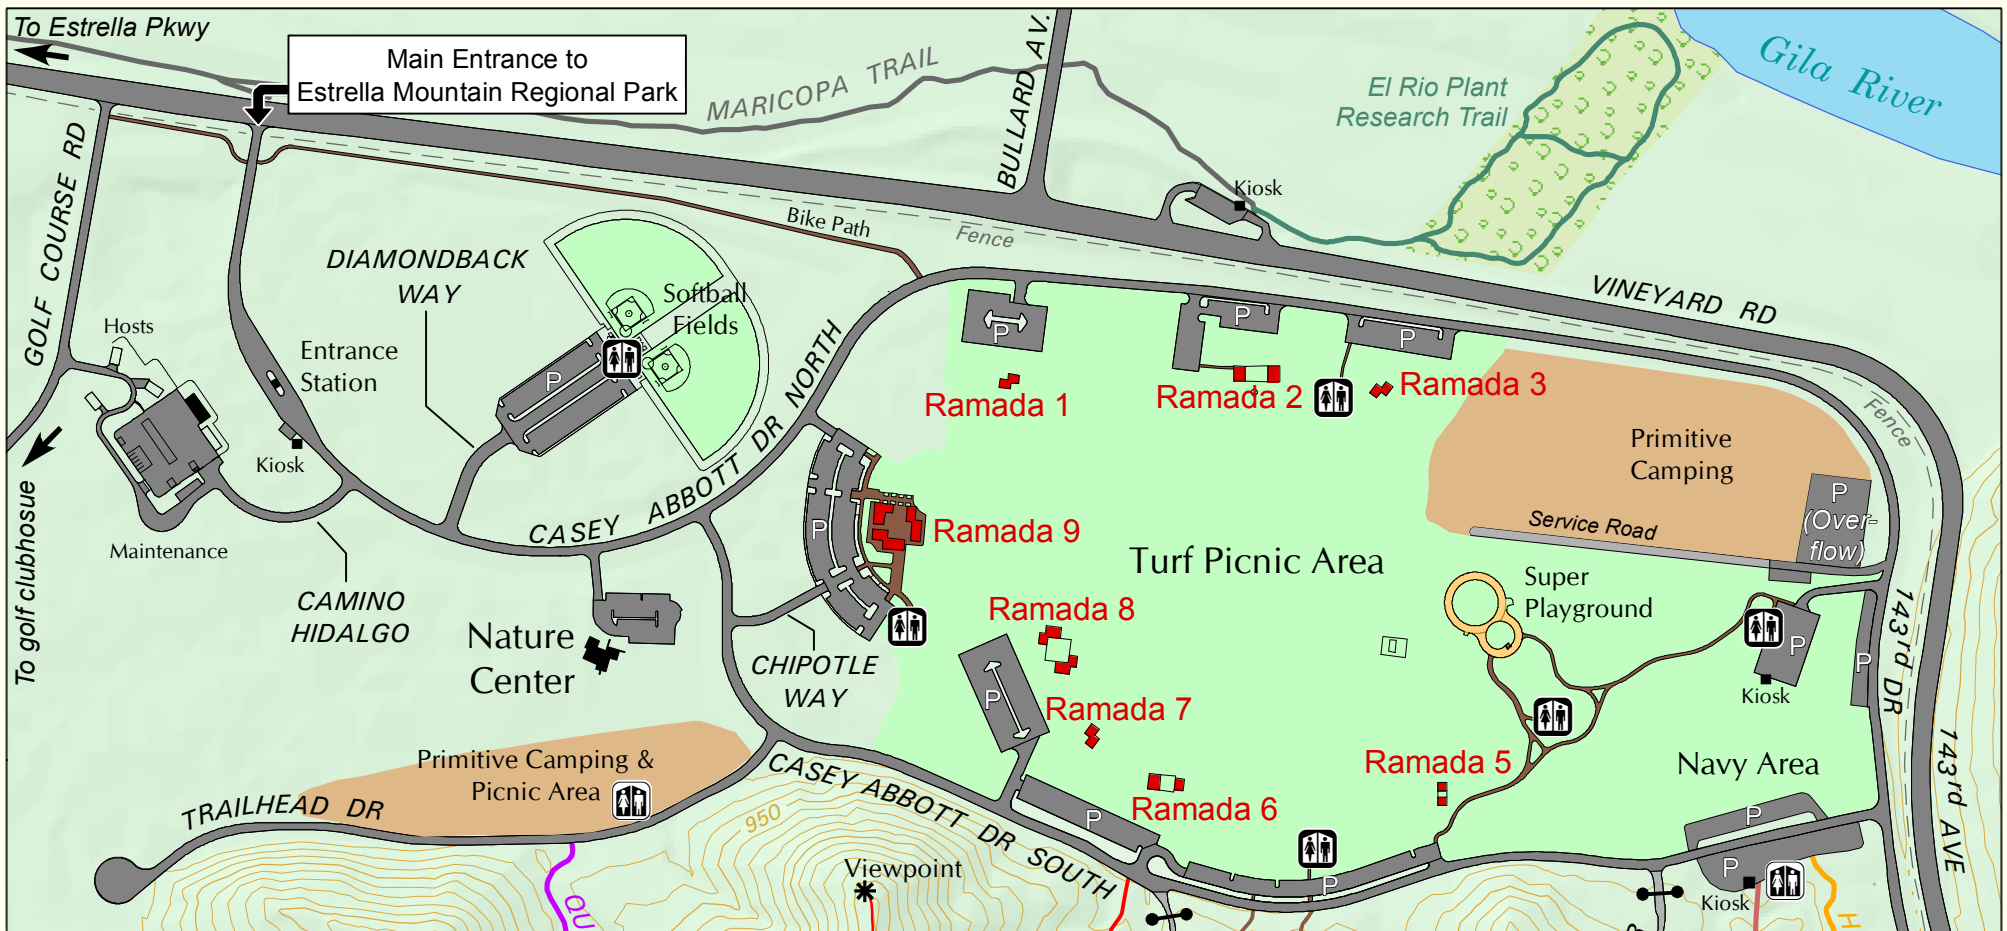 To Estrella Pkwy
Main Entrance to
Estrella Mountain Regional Park
MARICOPA TRAIL
BULLARD AV.
El Rio Plant
Research Trail
Gila River
GOLF COURSE RD
Kiosk
Bike Path
Fence
VINEYARD RD
DIAMONDBACK
WAY
Softball
Fields
Hosts
Entrance
Station
P
P
P
P
Ramada 1
Ramada 2
Ramada 3
Fence
Primitive
Camping
Kiosk
CASEY ABBOTT DR NORTH
P
(Over-
flow)
Service Road
To golf clubhosue
Maintenance
P
Ramada 9
Turf Picnic Area
CAMINO
HIDALGO
Super
Playground
143rd DR
Nature
Center
Ramada 8
CHIPOTLE
WAY
P
P
P
Kiosk
Ramada 7
143rd AVE
Primitive Camping &
Picnic Area
Ramada 5
Navy Area
TRAILHEAD DR
CASEY ABBOTT DR SOUTH
950
Ramada 6
P
P
Viewpoint
P
P
Kiosk
QU
H